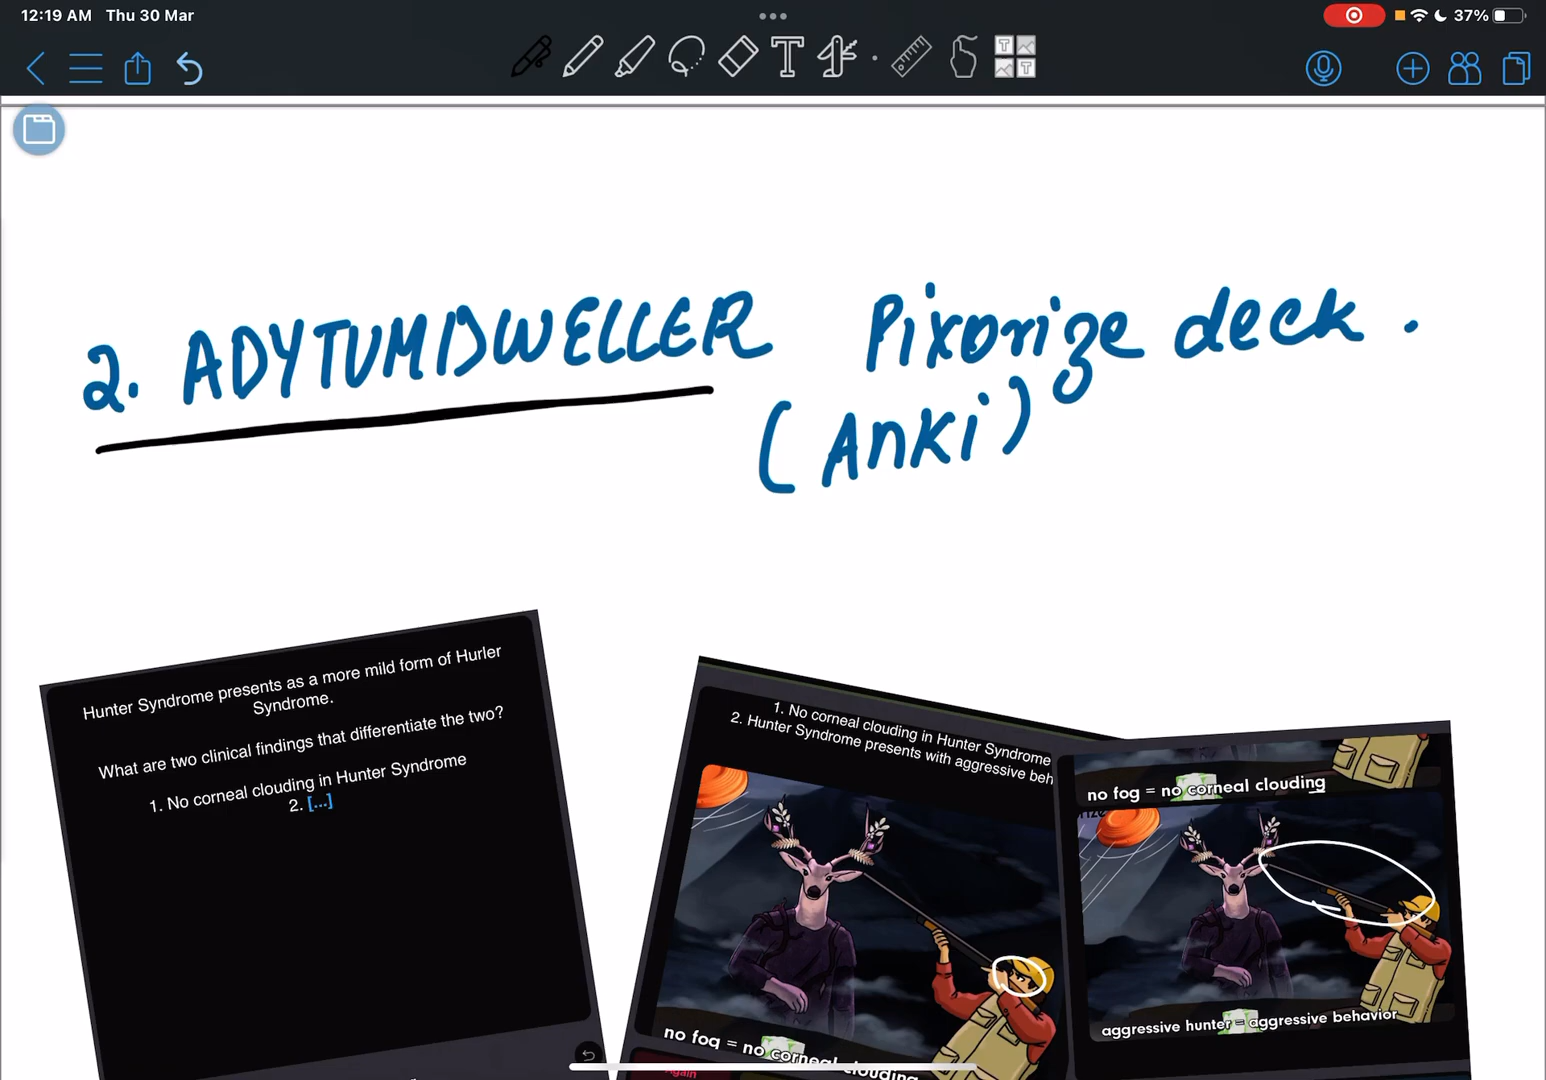 12:19 AM Thu 30 Mar
37%
2. ADYTUMDWELLER Pixorize deck.
(Anki)
Hunter Syndrome presents as a more mild form of Hurler
Syndrome.
What are two clinical findings that differentiate the two?
1. No corneal clouding in Hunter Syndrome
2. [...]
1. No corneal clouding in Hunter Syndrome
2. Hunter Syndrome presents with aggressive beh
no fog = no corneal clouding
Again
no fog = no corneal clouding
aggressive hunter = aggressive behavior